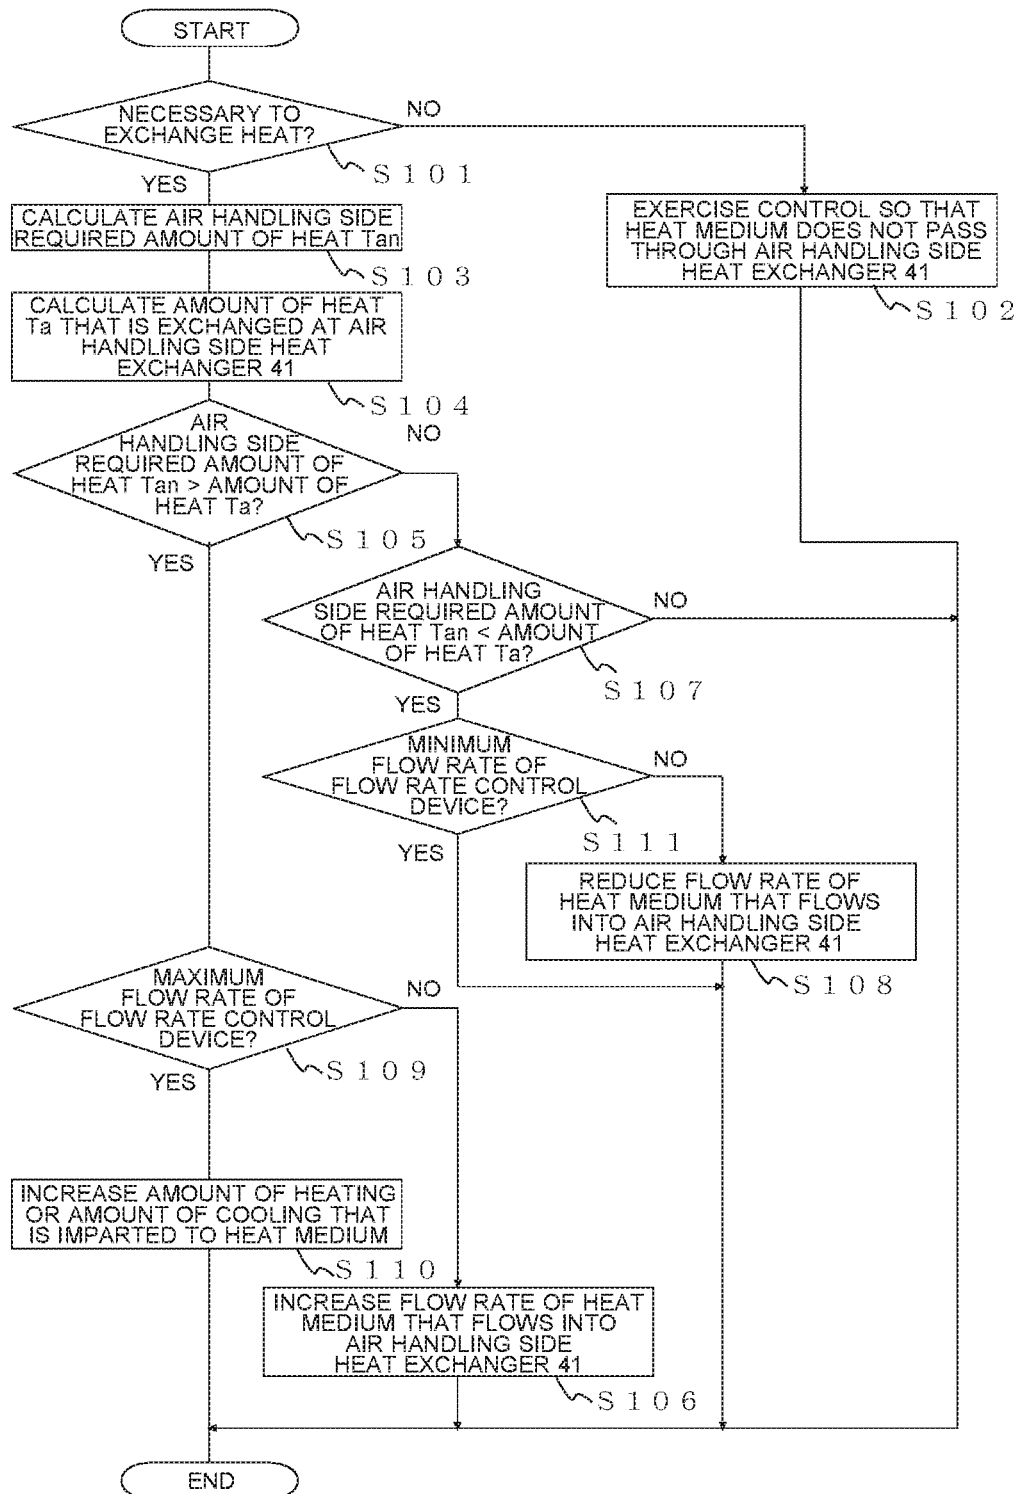 START
NECESSARY TO
EXCHANGE HEAT?
NO
S101
YES
EXERCISE CONTROL SO THAT
HEAT MEDIUM DOES NOT PASS
THROUGH AIR HANDLING SIDE
HEAT EXCHANGER 41
S102
CALCULATE AIR HANDLING SIDE
REQUIRED AMOUNT OF HEAT Tan
S103
CALCULATE AMOUNT OF HEAT
Ta THAT IS EXCHANGED AT AIR
HANDLING SIDE HEAT
EXCHANGER 41
S104
AIR
HANDLING SIDE
REQUIRED AMOUNT OF
HEAT Tan > AMOUNT OF
HEAT Ta?
NO
S105
YES
AIR HANDLING
SIDE REQUIRED AMOUNT
OF HEAT Tan < AMOUNT
OF HEAT Ta?
NO
S107
YES
MINIMUM
FLOW RATE OF
FLOW RATE CONTROL
DEVICE?
NO
S111
YES
REDUCE FLOW RATE OF
HEAT MEDIUM THAT FLOWS
INTO AIR HANDLING SIDE
HEAT EXCHANGER 41
S108
MAXIMUM
FLOW RATE OF
FLOW RATE CONTROL
DEVICE?
NO
S109
YES
INCREASE AMOUNT OF HEATING
OR AMOUNT OF COOLING THAT
IS IMPARTED TO HEAT MEDIUM
S110
INCREASE FLOW RATE OF HEAT
MEDIUM THAT FLOWS INTO
AIR HANDLING SIDE
HEAT EXCHANGER 41
S106
END